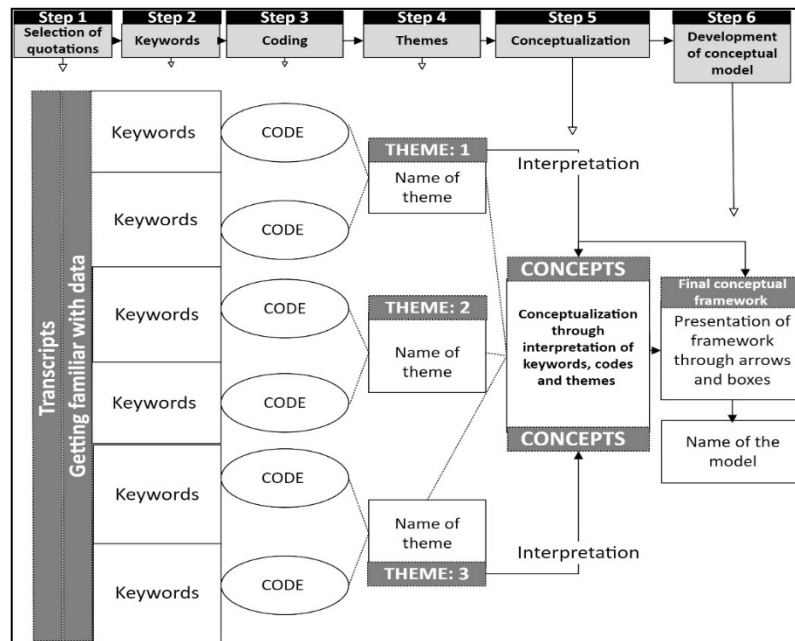 Step 1
Selection of
quotations
Step 2
Keywords
Step 3
Coding
Step 4
Themes
Step 5
Conceptualization
Step 6
Development
of conceptual
model
Transcripts
Getting familiar with data
Keywords
Keywords
Keywords
Keywords
Keywords
Keywords
CODE
CODE
CODE
CODE
CODE
CODE
THEME: 1
Name of
theme
THEME: 2
Name of
theme
Name of
theme
THEME: 3
Interpretation
CONCEPTS
Conceptualization
through
interpretation of
keywords, codes
and themes
CONCEPTS
Interpretation
Final conceptual
framework
Presentation of
framework
through arrows
and boxes
Name of the
model